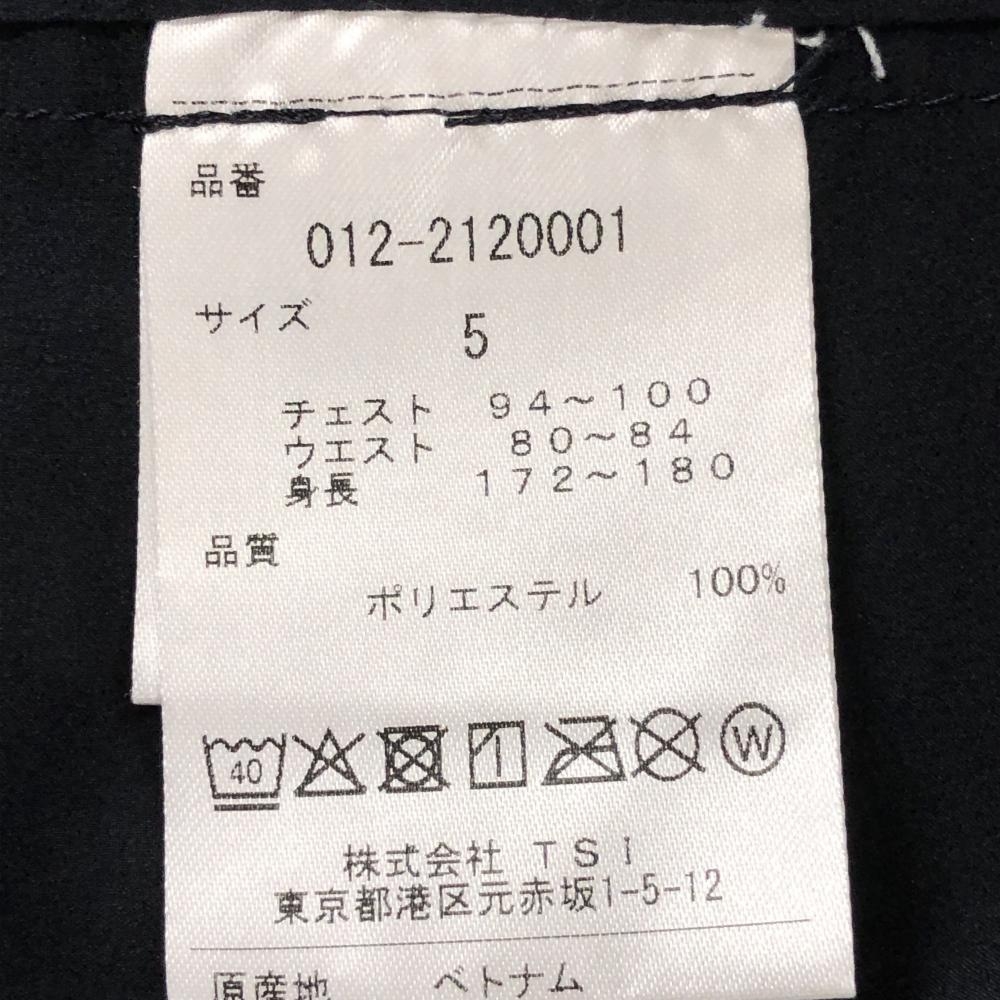 品番
012-2120001
サイズ 5
チェスト 94～100
ウエスト 80～84
身長 172～180
品質
ポリエステル 100%
40 1 W
株式会社 TSI
東京都港区元赤坂1-5-12
原産地 ベトナム